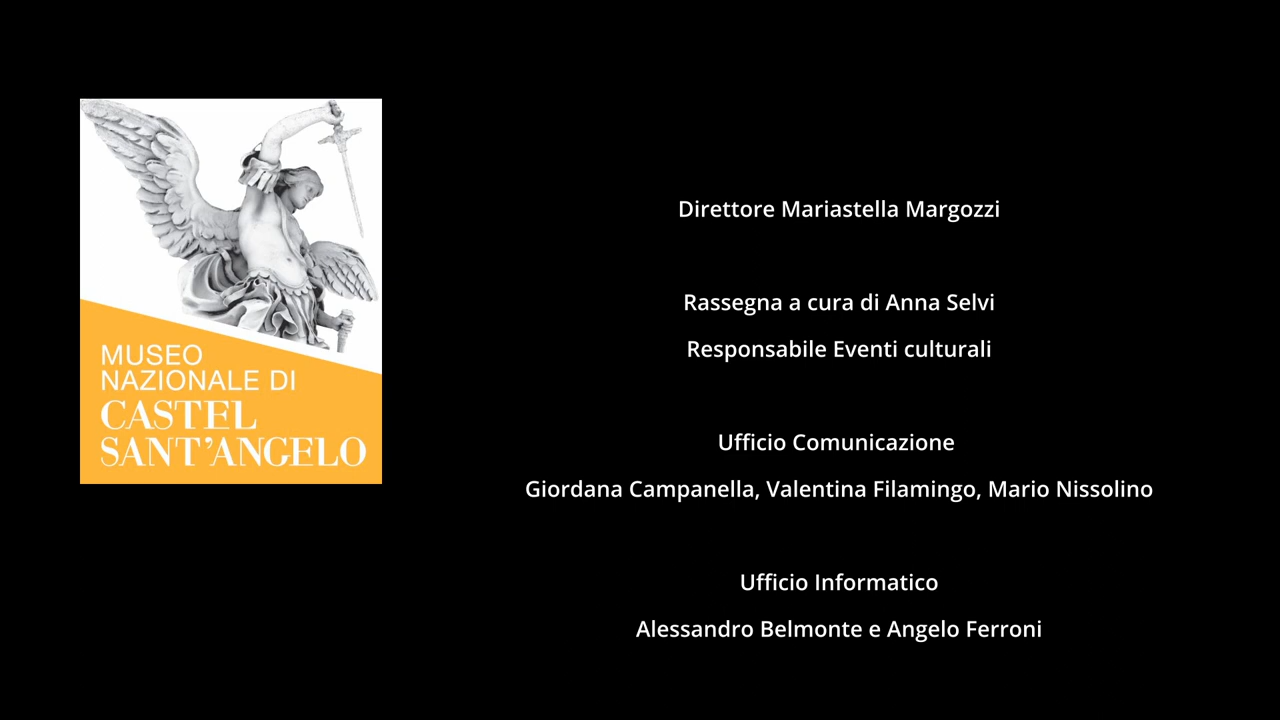 MUSEO
NAZIONALE DI
CASTEL
SANT'ANGELO
Direttore Mariastella Margozzi
Rassegna a cura di Anna Selvi
Responsabile Eventi culturali
Ufficio Comunicazione
Giordana Campanella, Valentina Filamingo, Mario Nissolino
Ufficio Informatico
Alessandro Belmonte e Angelo Ferroni